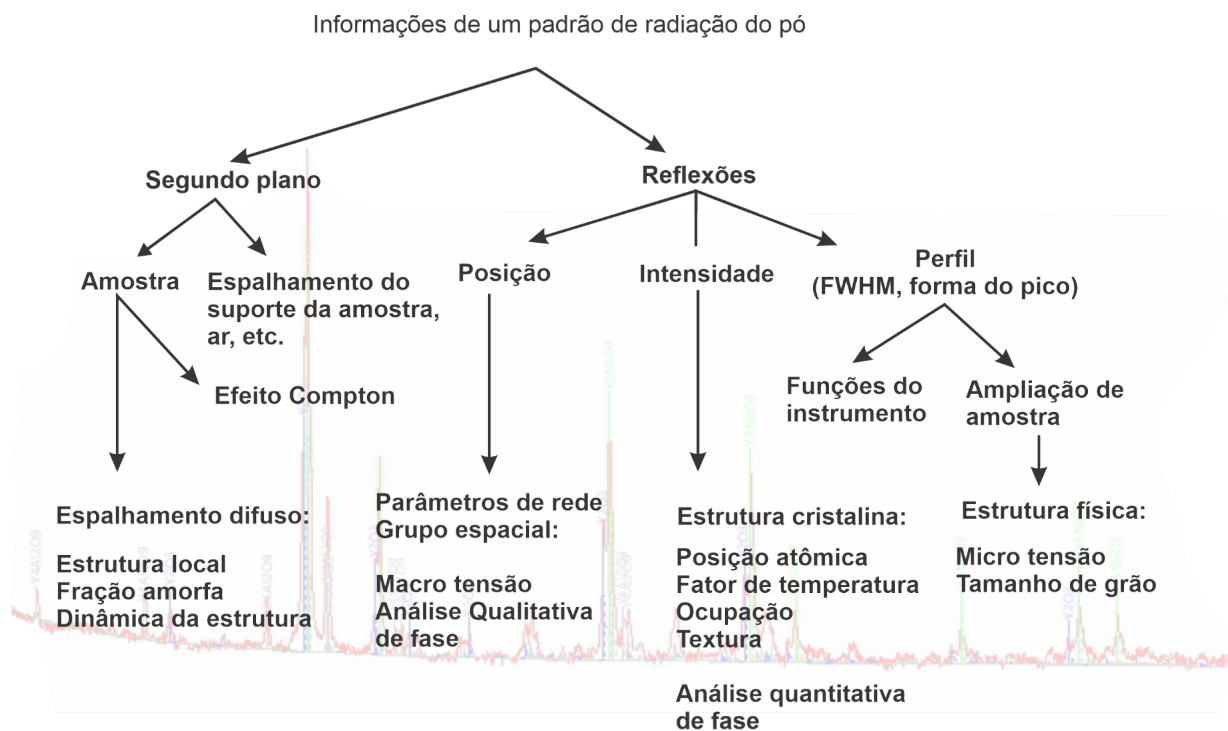 Informações de um padrão de radiação do pó
Segundo plano
Reflexões
Amostra
Espalhamento do
suporte da amostra,
ar, etc.
Efeito Compton
Posição
Intensidade
Perfil
(FWHM, forma do pico)
Funções do
instrumento
Ampliação de
amostra
Espalhamento difuso:
Estrutura local
Fração amorfa
Dinâmica da estrutura
Parâmetros de rede
Grupo espacial:
Macro tensão
Análise Qualitativa
de fase
Estrutura cristalina:
Posição atômica
Fator de temperatura
Ocupação
Textura
Análise quantitativa
de fase
Estrutura física:
Micro tensão
Tamanho de grão
Y4Al2O9